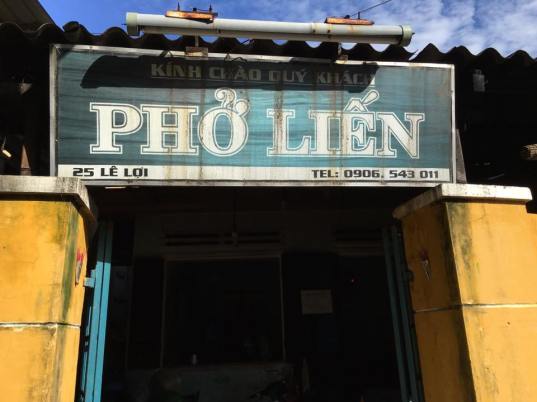 KÍNH CHÀO QUÝ KHÁCH
PHỞ LIẾN
25 LÊ LỢI TEL: 0906. 543 011